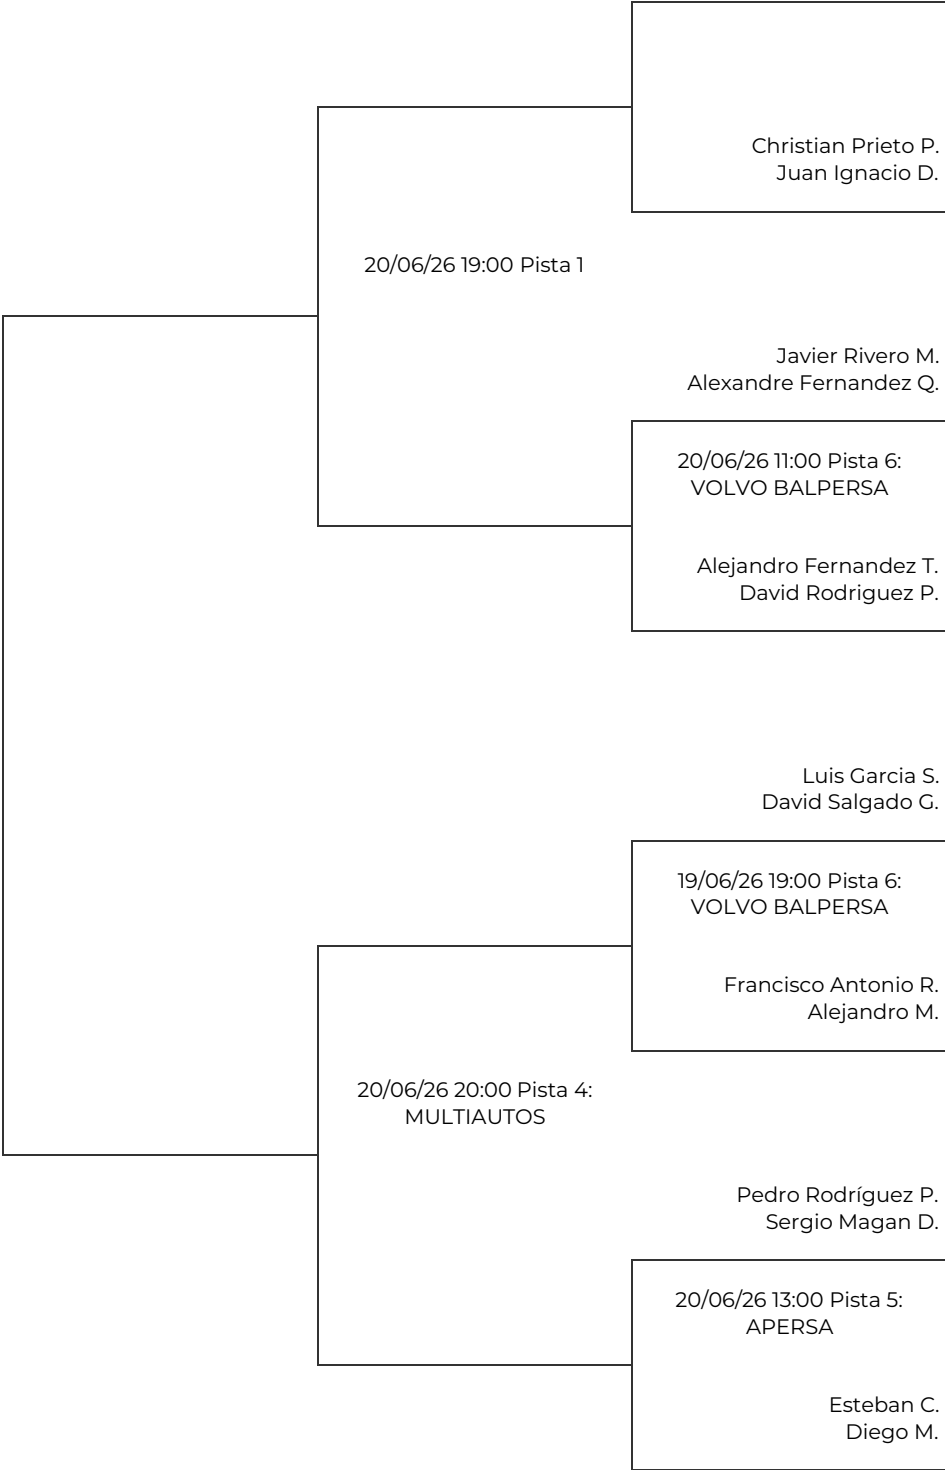 Christian Prieto P.
Juan Ignacio D.
20/06/26 19:00 Pista 1
Javier Rivero M.
Alexandre Fernandez Q.
20/06/26 11:00 Pista 6:
VOLVO BALPERSA
Alejandro Fernandez T.
David Rodriguez P.
Luis Garcia S.
David Salgado G.
19/06/26 19:00 Pista 6:
VOLVO BALPERSA
Francisco Antonio R.
Alejandro M.
20/06/26 20:00 Pista 4:
MULTIAUTOS
Pedro Rodríguez P.
Sergio Magan D.
20/06/26 13:00 Pista 5:
APERSA
Esteban C.
Diego M.